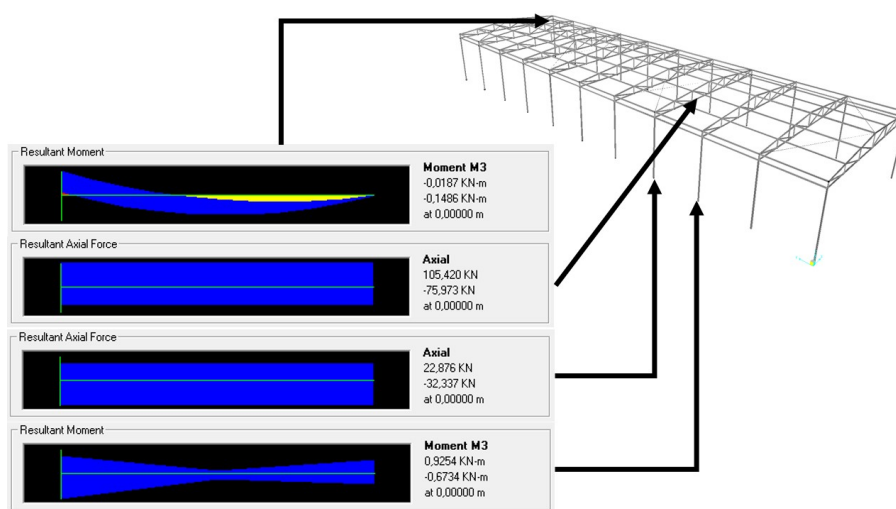 Resultant Moment
Moment M3
-0,0187 KN-m
-0,1486 KN-m
at 0,00000 m
Resultant Axial Force
Axial
105,420 KN
-75,973 KN
at 0,00000 m
Resultant Axial Force
Axial
22,876 KN
-32,337 KN
at 0,00000 m
Resultant Moment
Moment M3
0,9254 KN-m
-0,6734 KN-m
at 0,00000 m